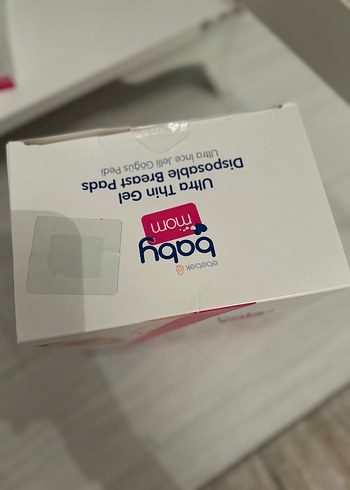 ebebek
baby
mom
Ultra Thin Gel
Disposable Breast Pads
Ultra İnce Jelli Göğüs Pedi